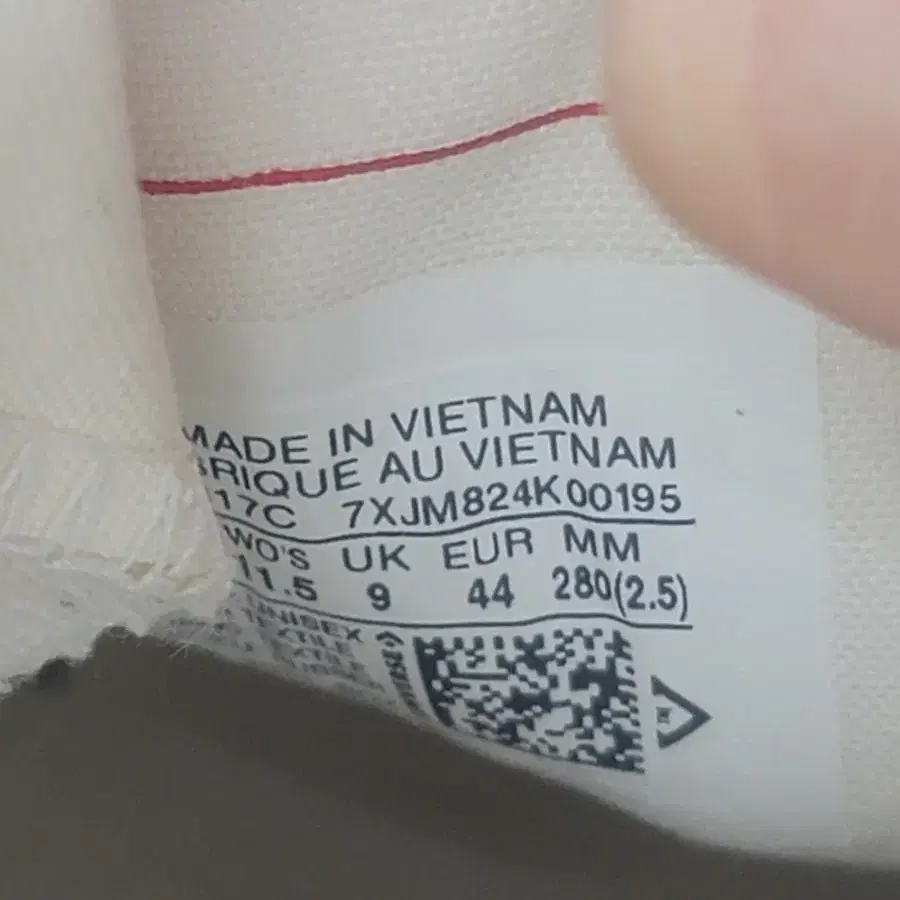 MADE IN VIETNAM
BRIQUE AU VIETNAM
17C 7XJM824K00195
WO'S UK EUR MM
11.5 9 44 280(2.5)
UNISEX
TEXTILE